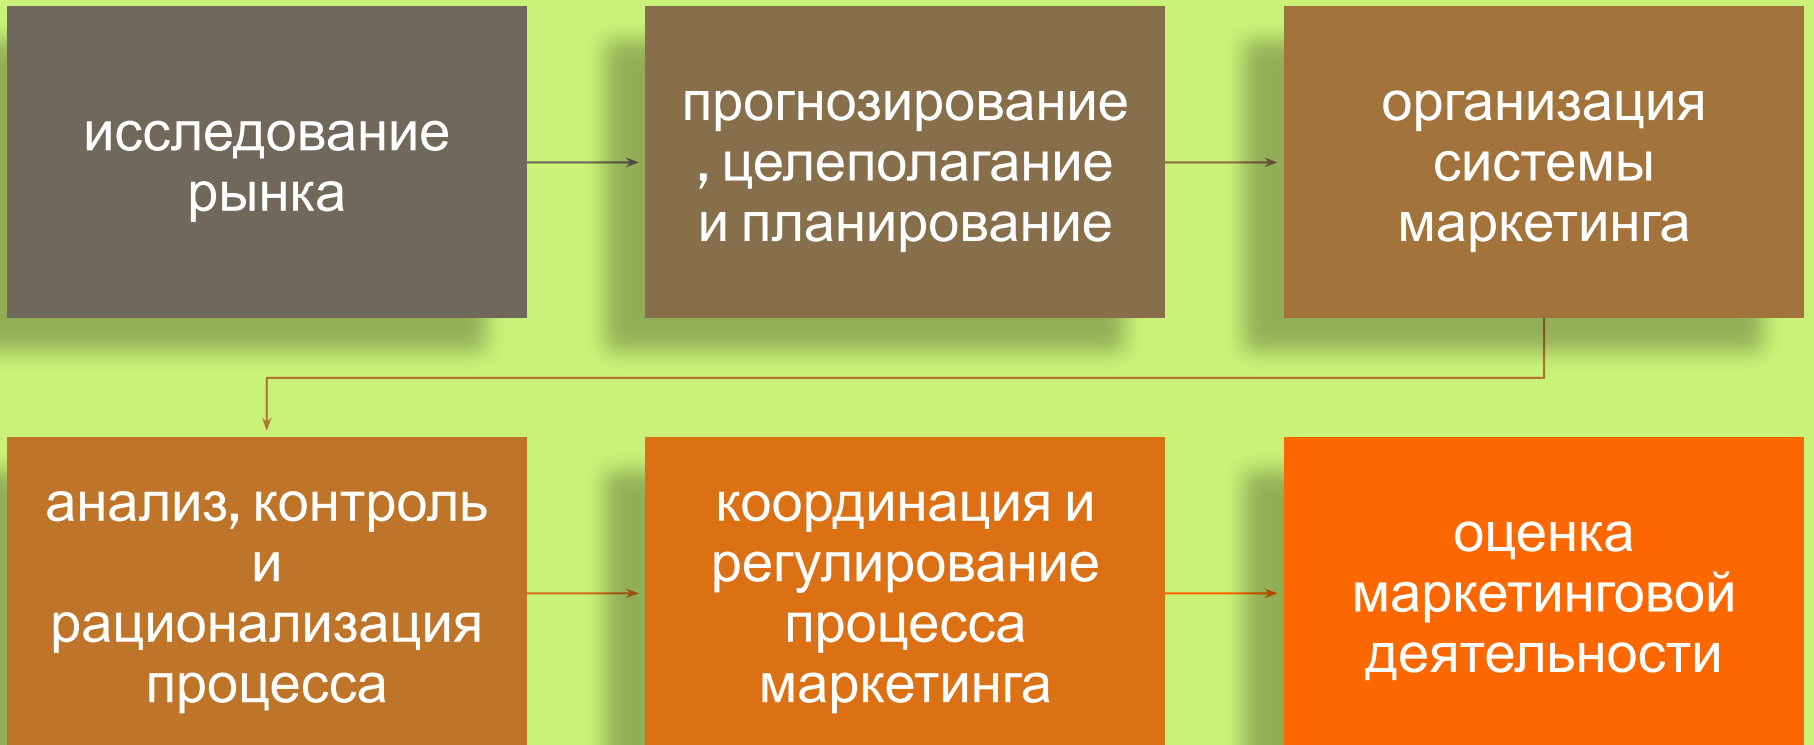 исследование
рынка
прогнозирование
, целеполагание
и планирование
организация
системы
маркетинга
анализ, контроль
и
рационализация
процесса
координация и
регулирование
процесса
маркетинга
оценка
маркетинговой
деятельности